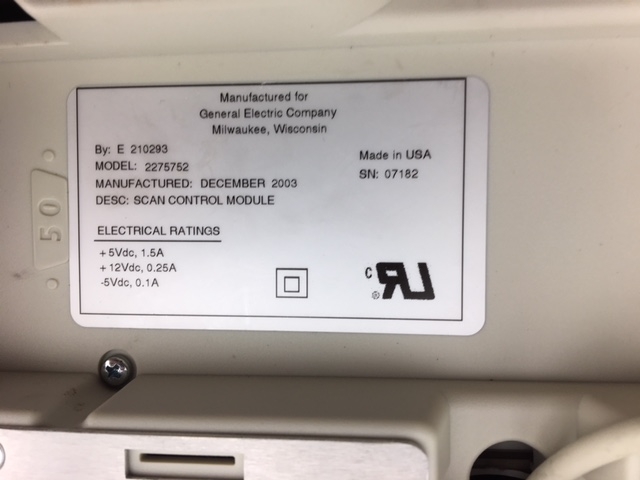 Manufactured for
General Electric Company
Milwaukee, Wisconsin
By: E 210293
MODEL: 2275752
MANUFACTURED: DECEMBER 2003
DESC: SCAN CONTROL MODULE
Made in USA
SN: 07182
ELECTRICAL RATINGS
+5Vdc, 1.5A
+12Vdc, 0.25A
-5Vdc, 0.1A
c RU ®
50